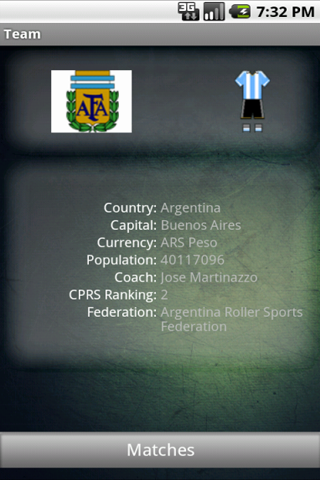 3G 7:32 PM
Team
AFA
Country: Argentina
Capital: Buenos Aires
Currency: ARS Peso
Population: 40117096
Coach: Jose Martinazzo
CPRS Ranking: 2
Federation: Argentina Roller Sports
Federation
Matches